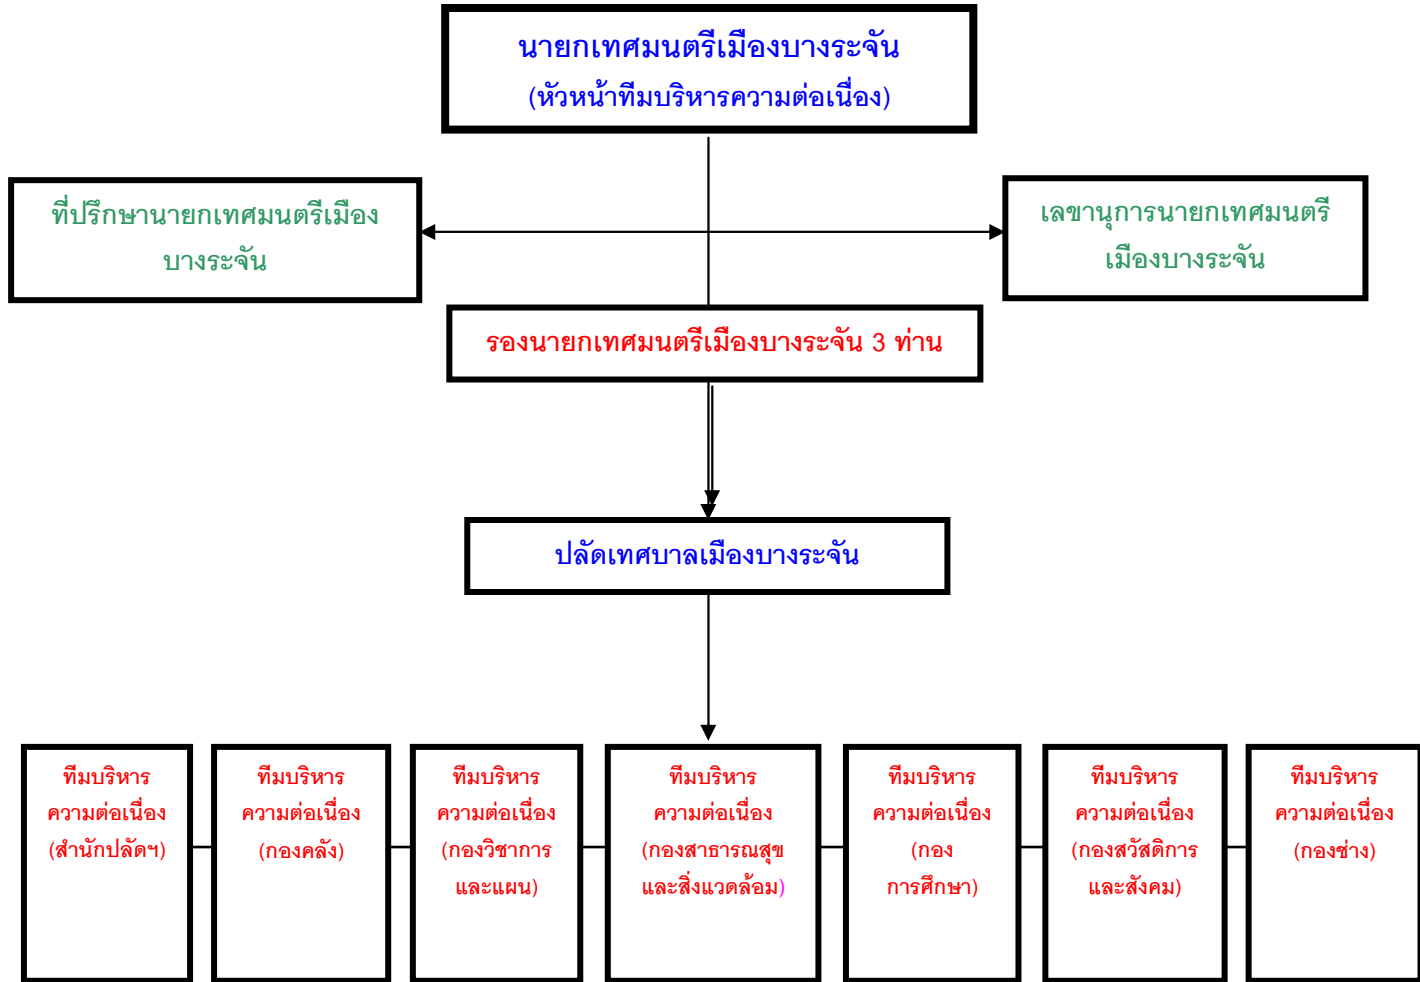 นายกเทศมนตรีเมืองบางระจัน
(หัวหน้าทีมบริหารความต่อเนื่อง)
ที่ปรึกษานายกเทศมนตรีเมือง
บางระจัน
เลขานุการนายกเทศมนตรี
เมืองบางระจัน
รองนายกเทศมนตรีเมืองบางระจัน 3 ท่าน
ปลัดเทศบาลเมืองบางระจัน
ทีมบริหาร
ความต่อเนื่อง
(สำนักปลัดฯ)
ทีมบริหาร
ความต่อเนื่อง
(กองคลัง)
ทีมบริหาร
ความต่อเนื่อง
(กองวิชาการ
และแผน)
ทีมบริหาร
ความต่อเนื่อง
(กองสาธารณสุข
และสิ่งแวดล้อม)
ทีมบริหาร
ความต่อเนื่อง
(กอง
การศึกษา)
ทีมบริหาร
ความต่อเนื่อง
(กองสวัสดิการ
และสังคม)
ทีมบริหาร
ความต่อเนื่อง
(กองช่าง)